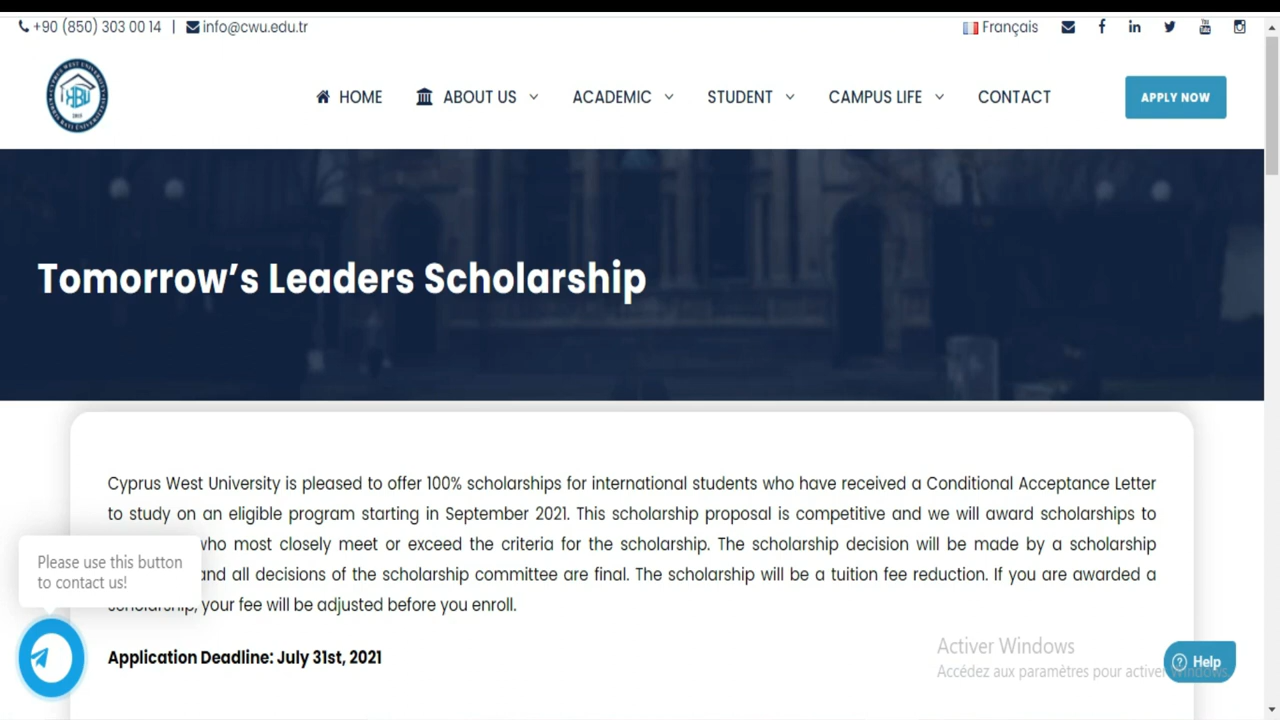 +90 (850) 303 00 14 | info@cwu.edu.tr
Français
HOME ABOUT US ACADEMIC STUDENT CAMPUS LIFE CONTACT
APPLY NOW
Tomorrow's Leaders Scholarship
Cyprus West University is pleased to offer 100% scholarships for international students who have received a Conditional Acceptance Letter
to study on an eligible program starting in September 2021. This scholarship proposal is competitive and we will award scholarships to
who most closely meet or exceed the criteria for the scholarship. The scholarship decision will be made by a scholarship
and all decisions of the scholarship committee are final. The scholarship will be a tuition fee reduction. If you are awarded a
scholarship, your fee will be adjusted before you enroll.
Please use this button
to contact us!
Application Deadline: July 31st, 2021
Activer Windows
Accédez aux paramètres pour activer Windows.
Help